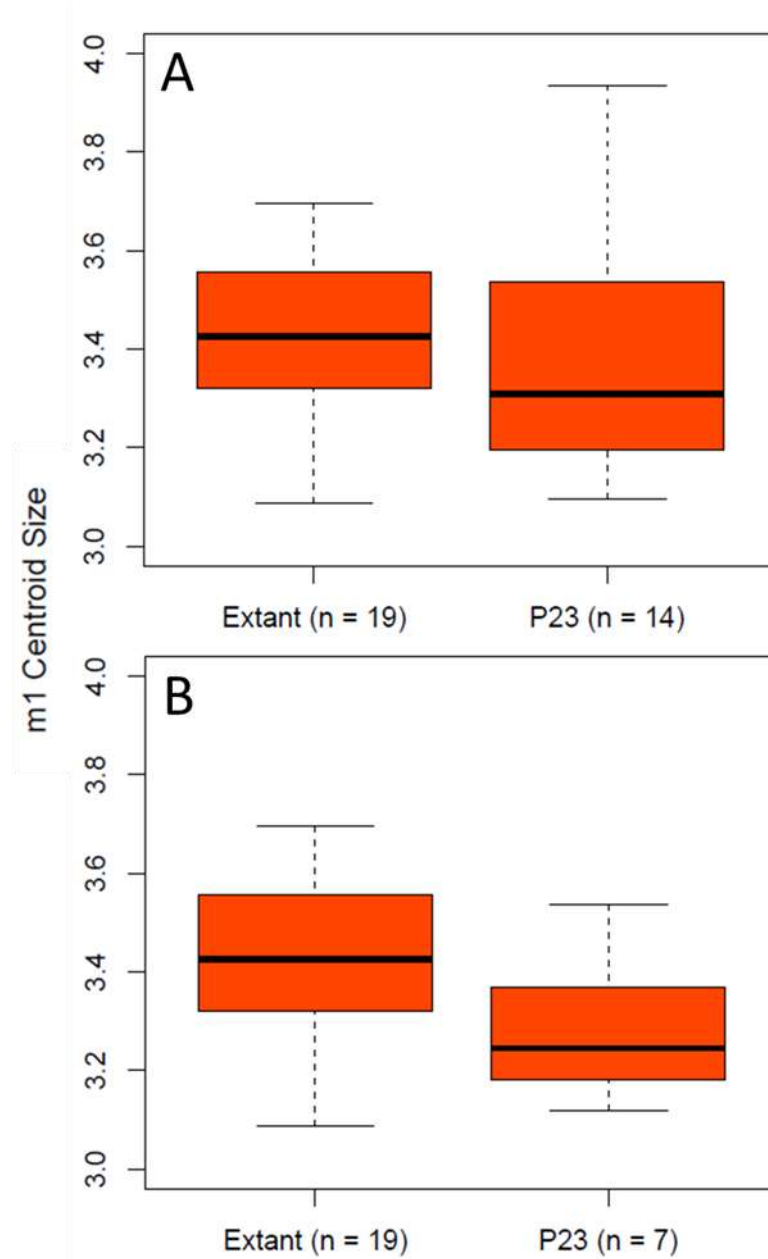 m1 Centroid Size
A
4.0
3.8
3.6
3.4
3.2
3.0
Extant (n = 19) P23 (n = 14)
B
4.0
3.8
3.6
3.4
3.2
3.0
Extant (n = 19) P23 (n = 7)